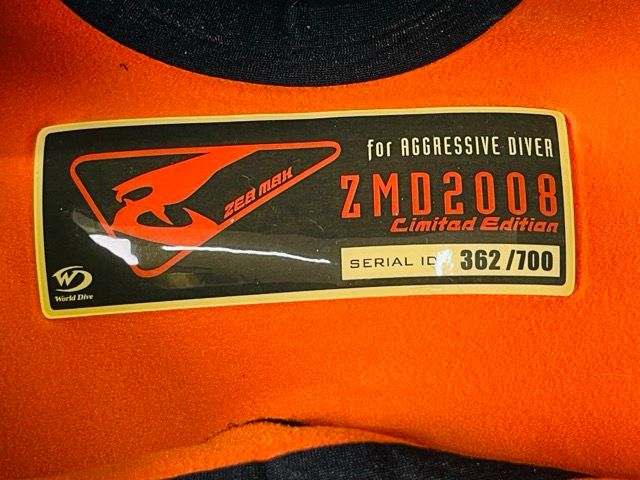 for AGGRESSIVE DIVER
ZEA MAK
ZMD2008
Limited Edition
SERIAL ID 362/700
World Dive